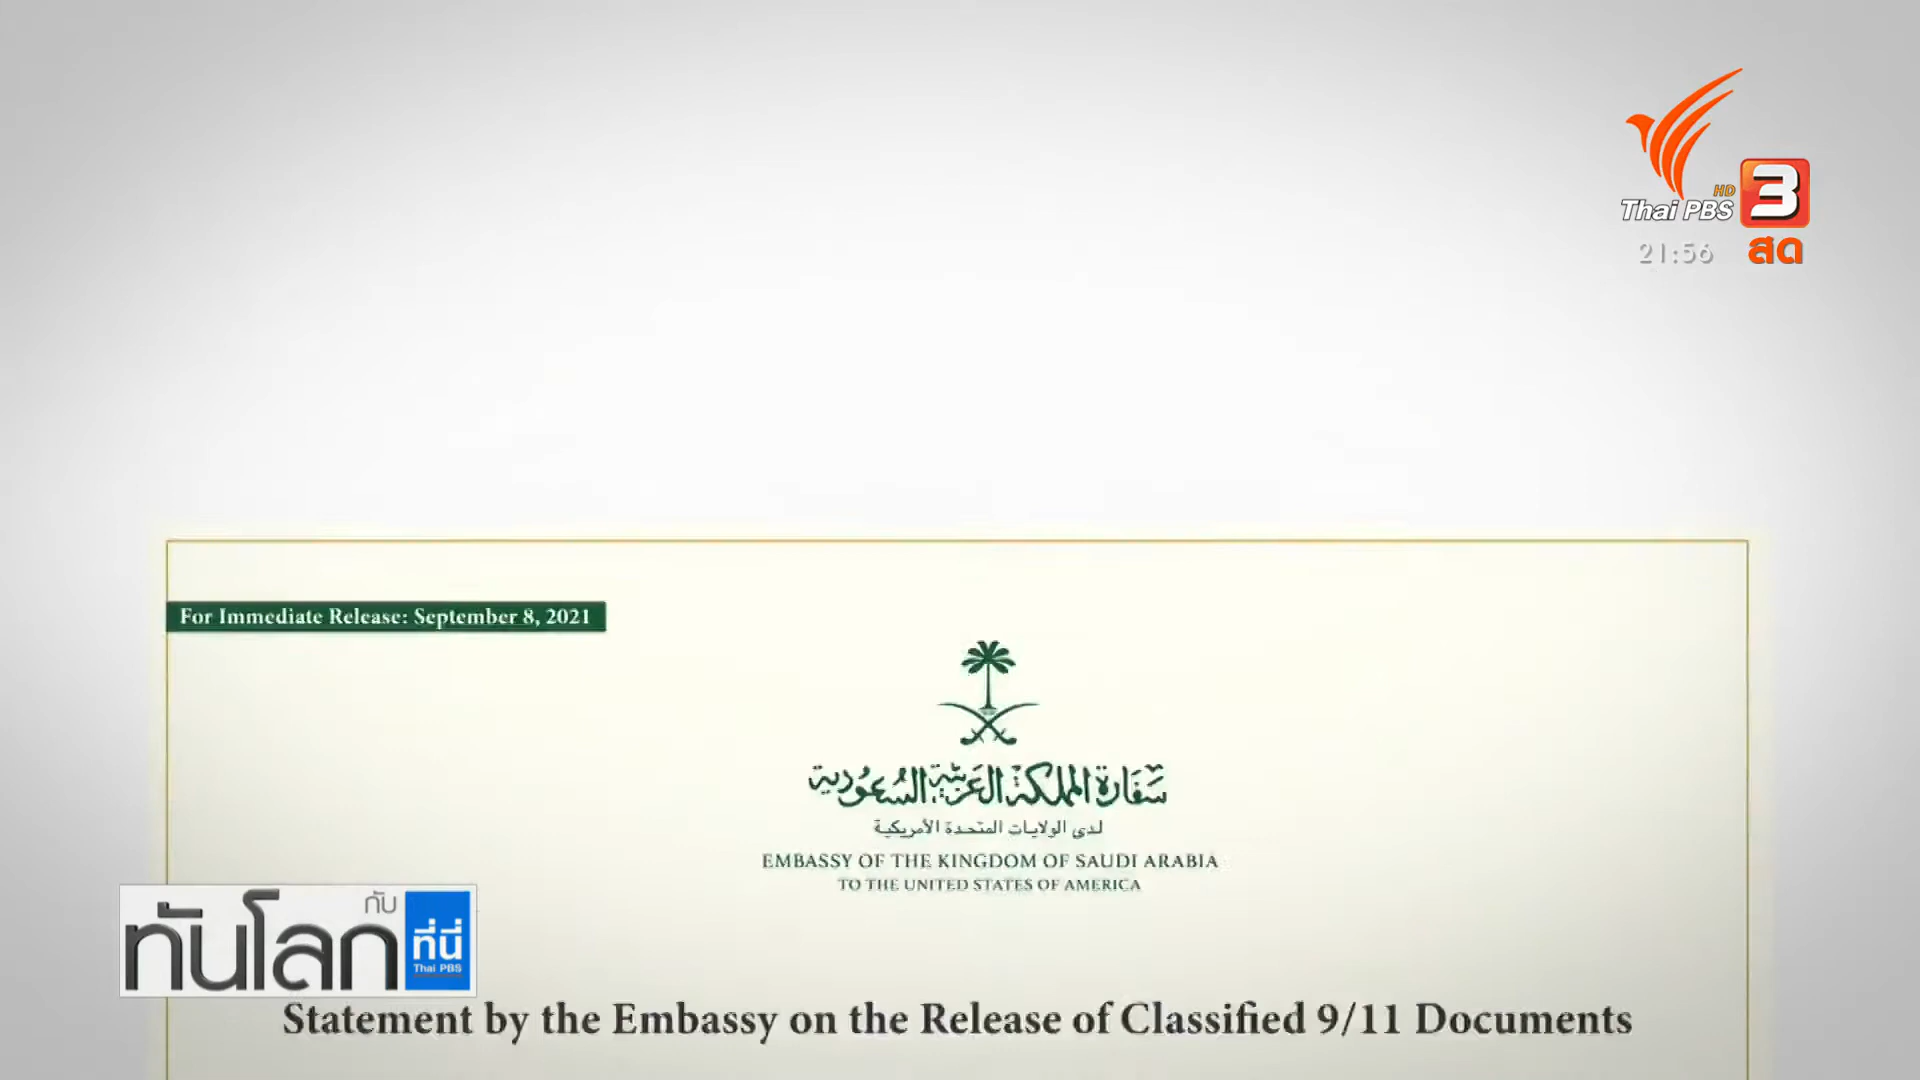 HD
Thai PBS 3
21:56 สด
For Immediate Release: September 8, 2021
سفارة المملكة العربية السعودية
لدى الولايات المتحدة الأمريكية
EMBASSY OF THE KINGDOM OF SAUDI ARABIA
TO THE UNITED STATES OF AMERICA
ทันโลก กับ ที่นี่
Thai PBS
Statement by the Embassy on the Release of Classified 9/11 Documents